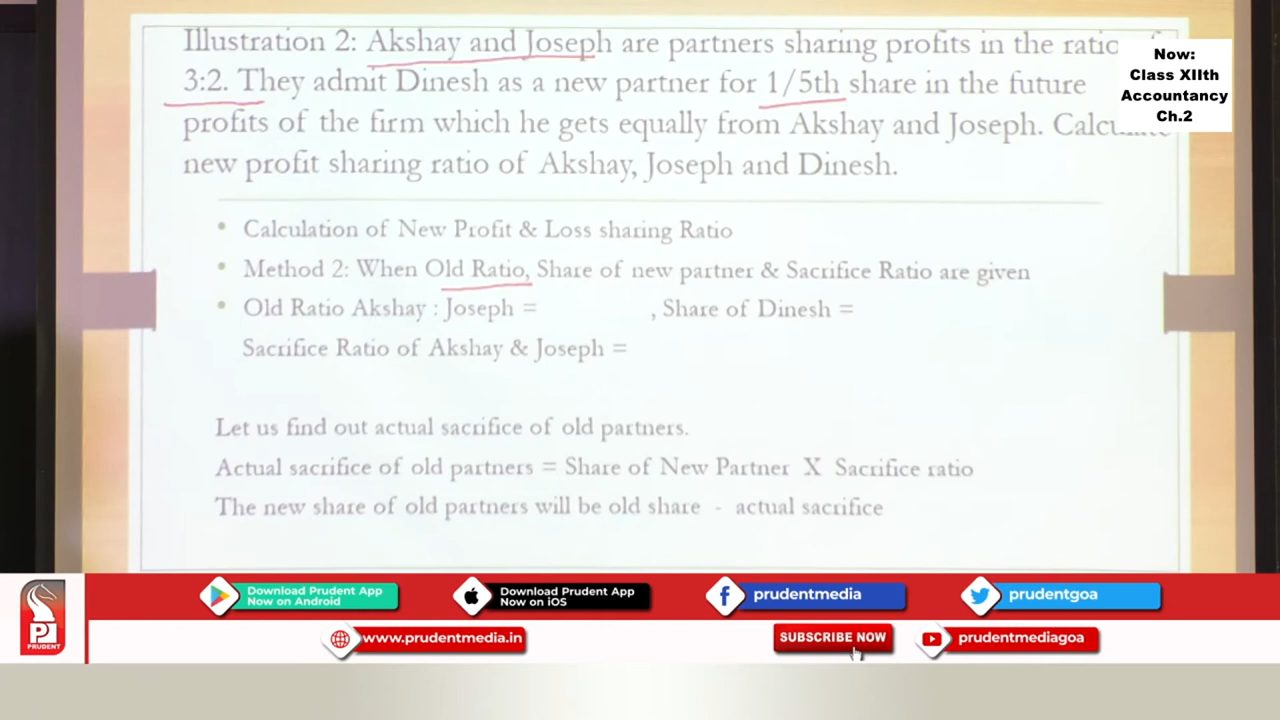 Illustration 2: Akshay and Joseph are partners sharing profits in the ratio
3:2. They admit Dinesh as a new partner for 1/5th share in the future
profits of the firm which he gets equally from Akshay and Joseph. Calculate
new profit sharing ratio of Akshay, Joseph and Dinesh.
Now:
Class XIIth
Accountancy
Ch.2
• Calculation of New Profit & Loss sharing Ratio
• Method 2: When Old Ratio, Share of new partner & Sacrifice Ratio are given
• Old Ratio Akshay : Joseph = , Share of Dinesh =
Sacrifice Ratio of Akshay & Joseph =
Let us find out actual sacrifice of old partners.
Actual sacrifice of old partners = Share of New Partner X Sacrifice ratio
The new share of old partners will be old share - actual sacrifice
Download Prudent App
Now on Android
Download Prudent App
Now on iOS
prudentmedia
prudentgoa
PRUDENT
www.prudentmedia.in
SUBSCRIBE NOW
prudentmediagoa